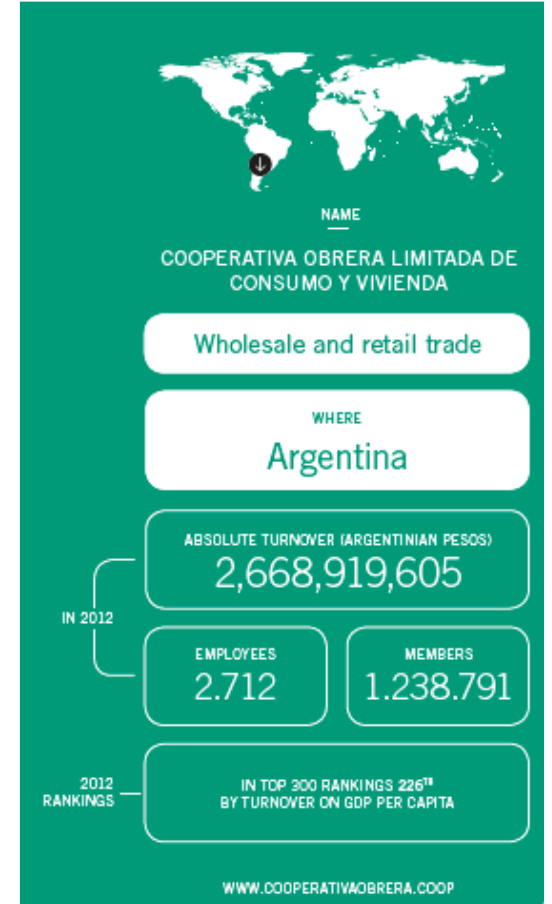 NAME
COOPERATIVA OBRERA LIMITADA DE
CONSUMO Y VIVIENDA
Wholesale and retail trade
WHERE
Argentina
ABSOLUTE TURNOVER (ARGENTINIAN PESOS)
2,668,919,605
IN 2012
EMPLOYEES
2.712
MEMBERS
1.238.791
2012
RANKINGS
IN TOP 300 RANKINGS 226TH
BY TURNOVER ON GDP PER CAPITA
WWW.COOPERATIVAOBRERA.COOP